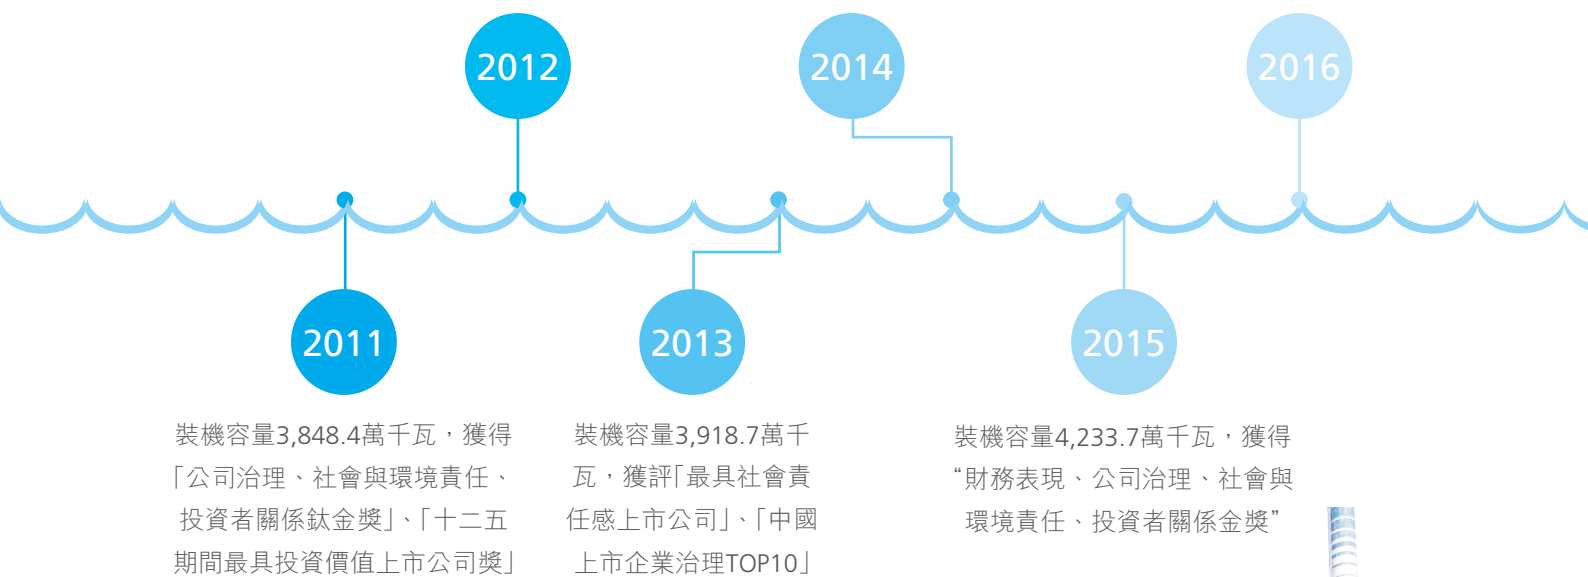 2012
2014
2016
2011
2013
2015
裝機容量3,848.4萬千瓦，獲得
「公司治理、社會與環境責任、
投資者關係鈦金獎」、「十二五
期間最具投資價值上市公司獎」
裝機容量3,918.7萬千
瓦，獲評「最具社會責
任感上市公司」、「中國
上市企業治理TOP10」
裝機容量4,233.7萬千瓦，獲得
“財務表現、公司治理、社會與
環境責任、投資者關係金獎”